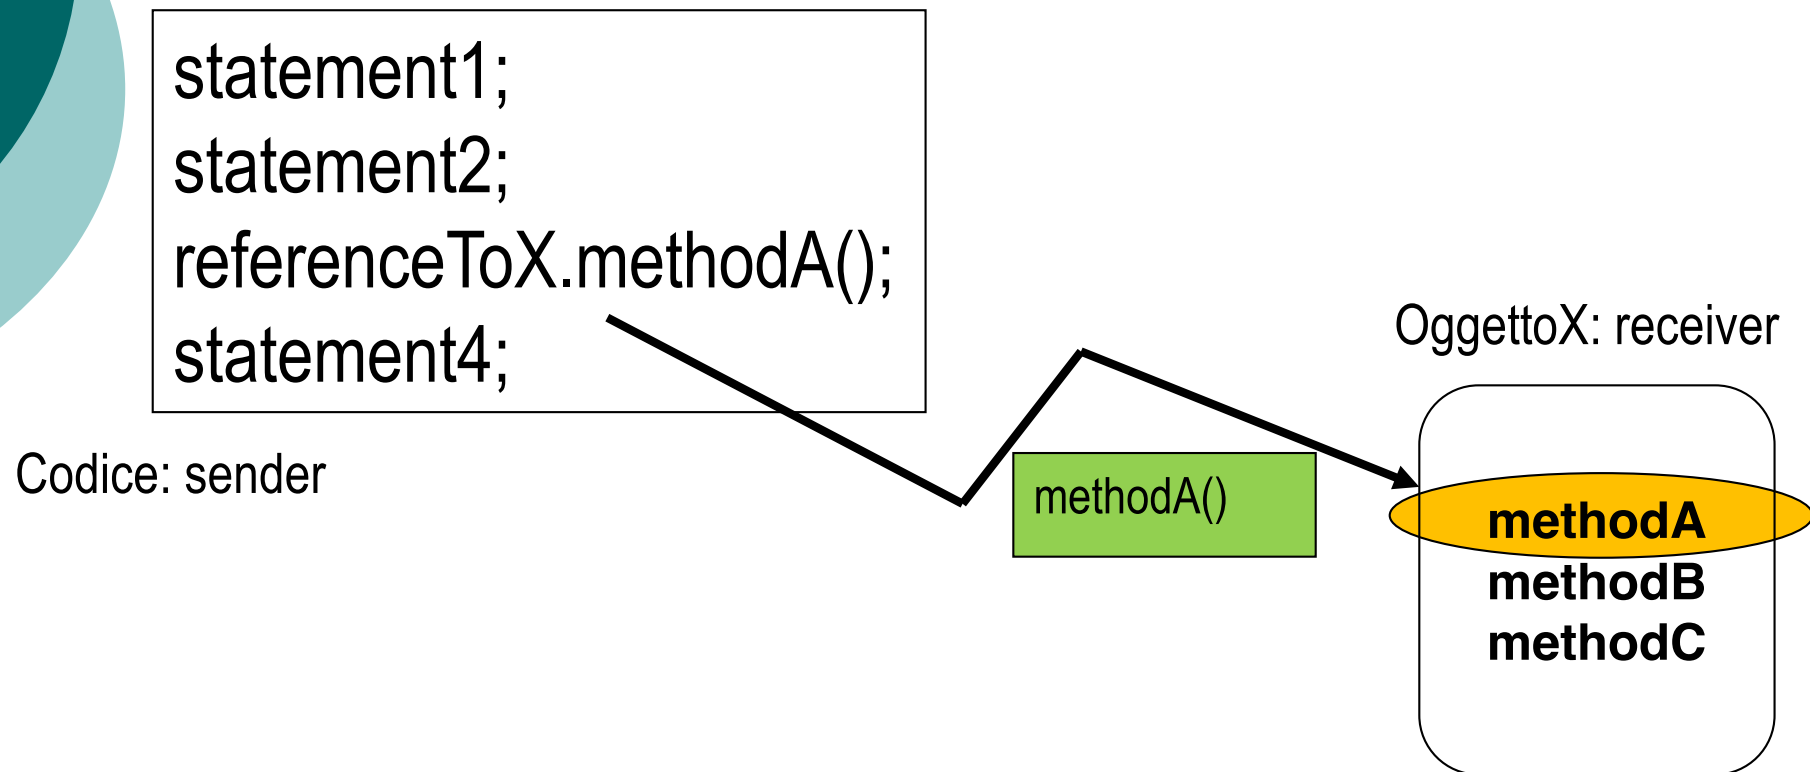 statement1;
statement2;
referenceToX.methodA();
statement4;
Codice: sender
methodA()
OggettoX: receiver
methodA
methodB
methodC